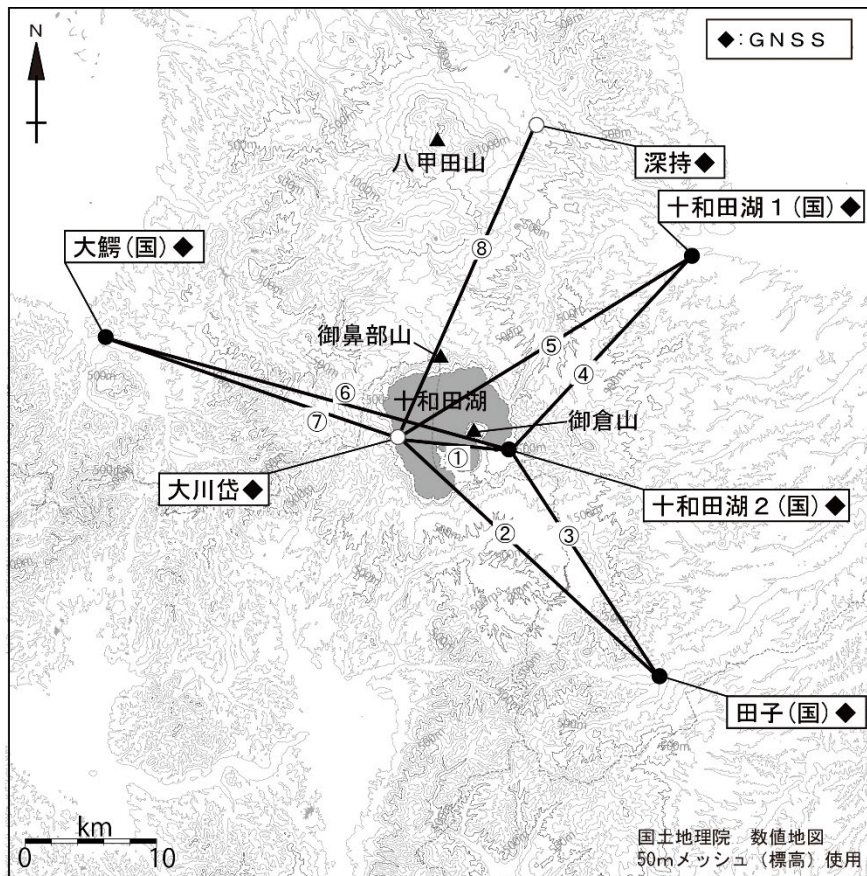 N
◆:GNSS
八甲田山
深持◆
十和田湖1(国)◆
大鰐(国)◆
⑧
御鼻部山
⑤
④
⑥
十和田湖
⑦
御倉山
①
大川岱◆
十和田湖2(国)◆
②
③
田子(国)◆
km
0 10
国土地理院 数値地図
50mメッシュ(標高)使用
500m
1000m